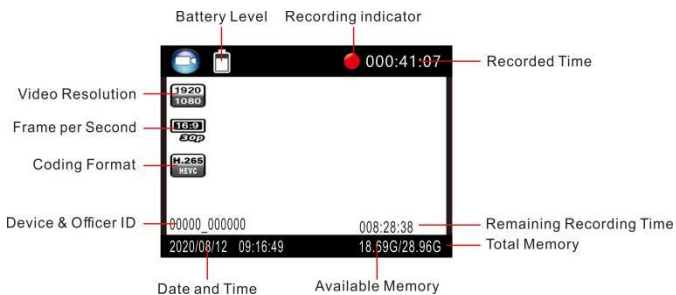 Battery Level
Recording indicator
000:41:07
Recorded Time
Video Resolution
1920
1080
Frame per Second
16:9
30p
Coding Format
H.265
HEVC
Device & Officer ID
00000_000000
008:28:38
Remaining Recording Time
2020/08/12 09:16:49
18.69G/28.96G
Total Memory
Date and Time
Available Memory